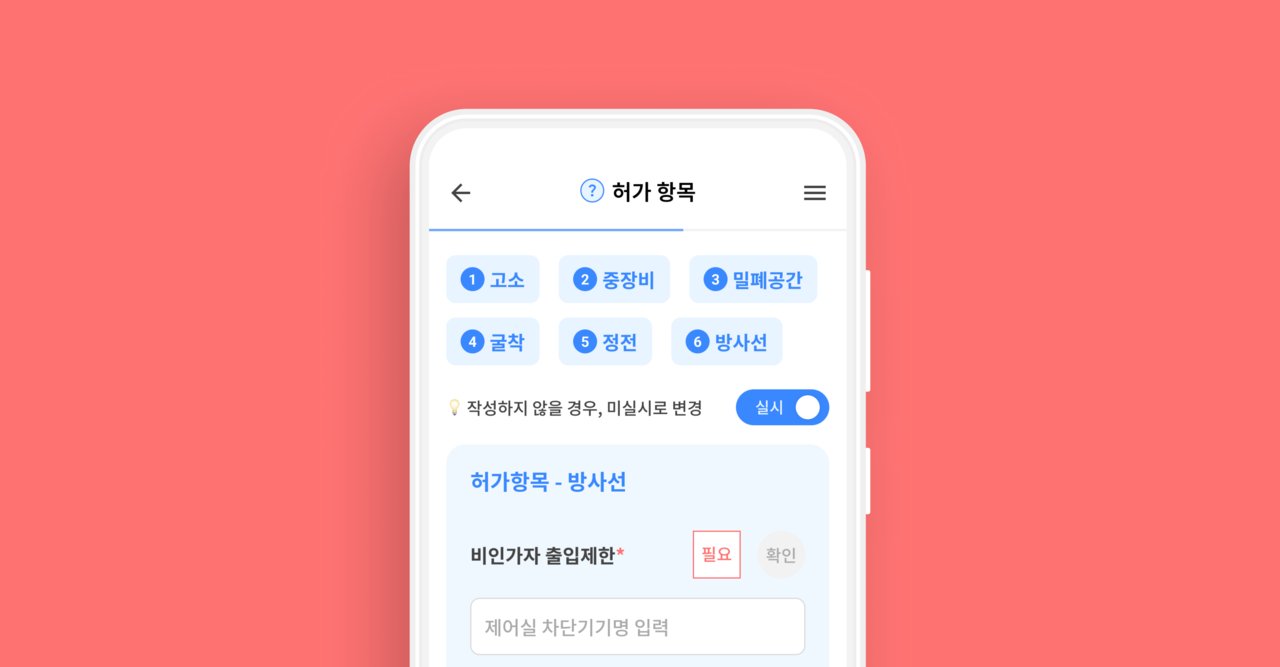 ? 허가 항목
1 고소 2 중장비 3 밀폐공간
4 굴착 5 정전 6 방사선
작성하지 않을 경우, 미실시로 변경 실시
허가항목 - 방사선
비인가자 출입제한* 필요 확인
제어실 차단기기명 입력